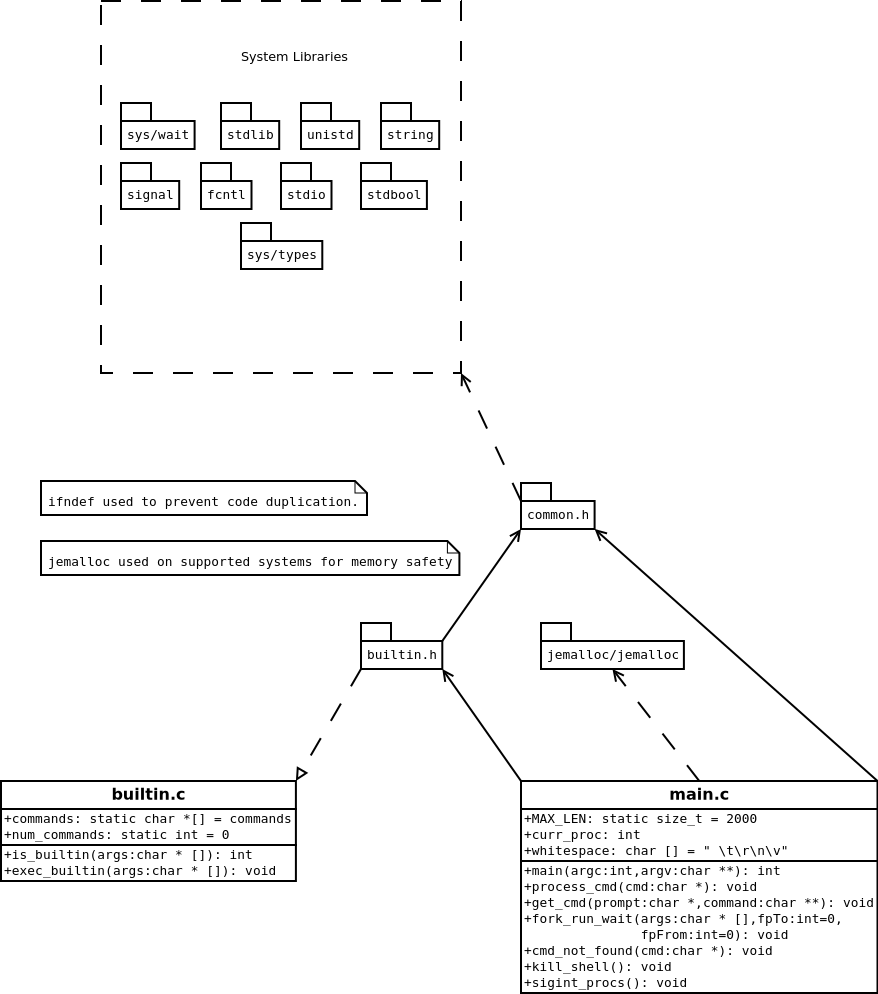 System Libraries
sys/wait
stdlib
unistd
string
signal
fcntl
stdio
stdbool
sys/types
ifndef used to prevent code duplication.
common.h
jemalloc used on supported systems for memory safety
builtin.h
jemalloc/jemalloc
builtin.c
+commands: static char *[] = commands
+num_commands: static int = 0
+is_builtin(args:char * []): int
+exec_builtin(args:char * []): void
main.c
+MAX_LEN: static size_t = 2000
+curr_proc: int
+whitespace: char [] = " \t\r\n\v"
+main(argc:int,argv:char **): int
+process_cmd(cmd:char *): void
+get_cmd(prompt:char *,command:char **): void
+fork_run_wait(args:char * [],fpTo:int=0,
fpFrom:int=0): void
+cmd_not_found(cmd:char *): void
+kill_shell(): void
+sigint_procs(): void